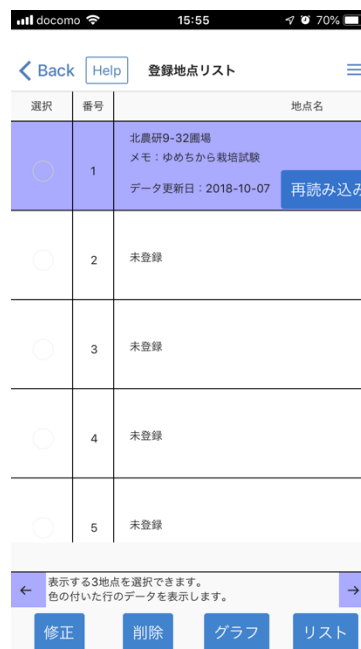 docomo 15:55 70%
Back Help 登録地点リスト
選択 番号 地点名
北農研9-32圃場
メモ：ゆめちから栽培試験
1
データ更新日：2018-10-07 再読み込み
2 未登録
3 未登録
4 未登録
5 未登録
表示する3地点を選択できます。
← →
色の付いた行のデータを表示します。
修正 削除 グラフ リスト